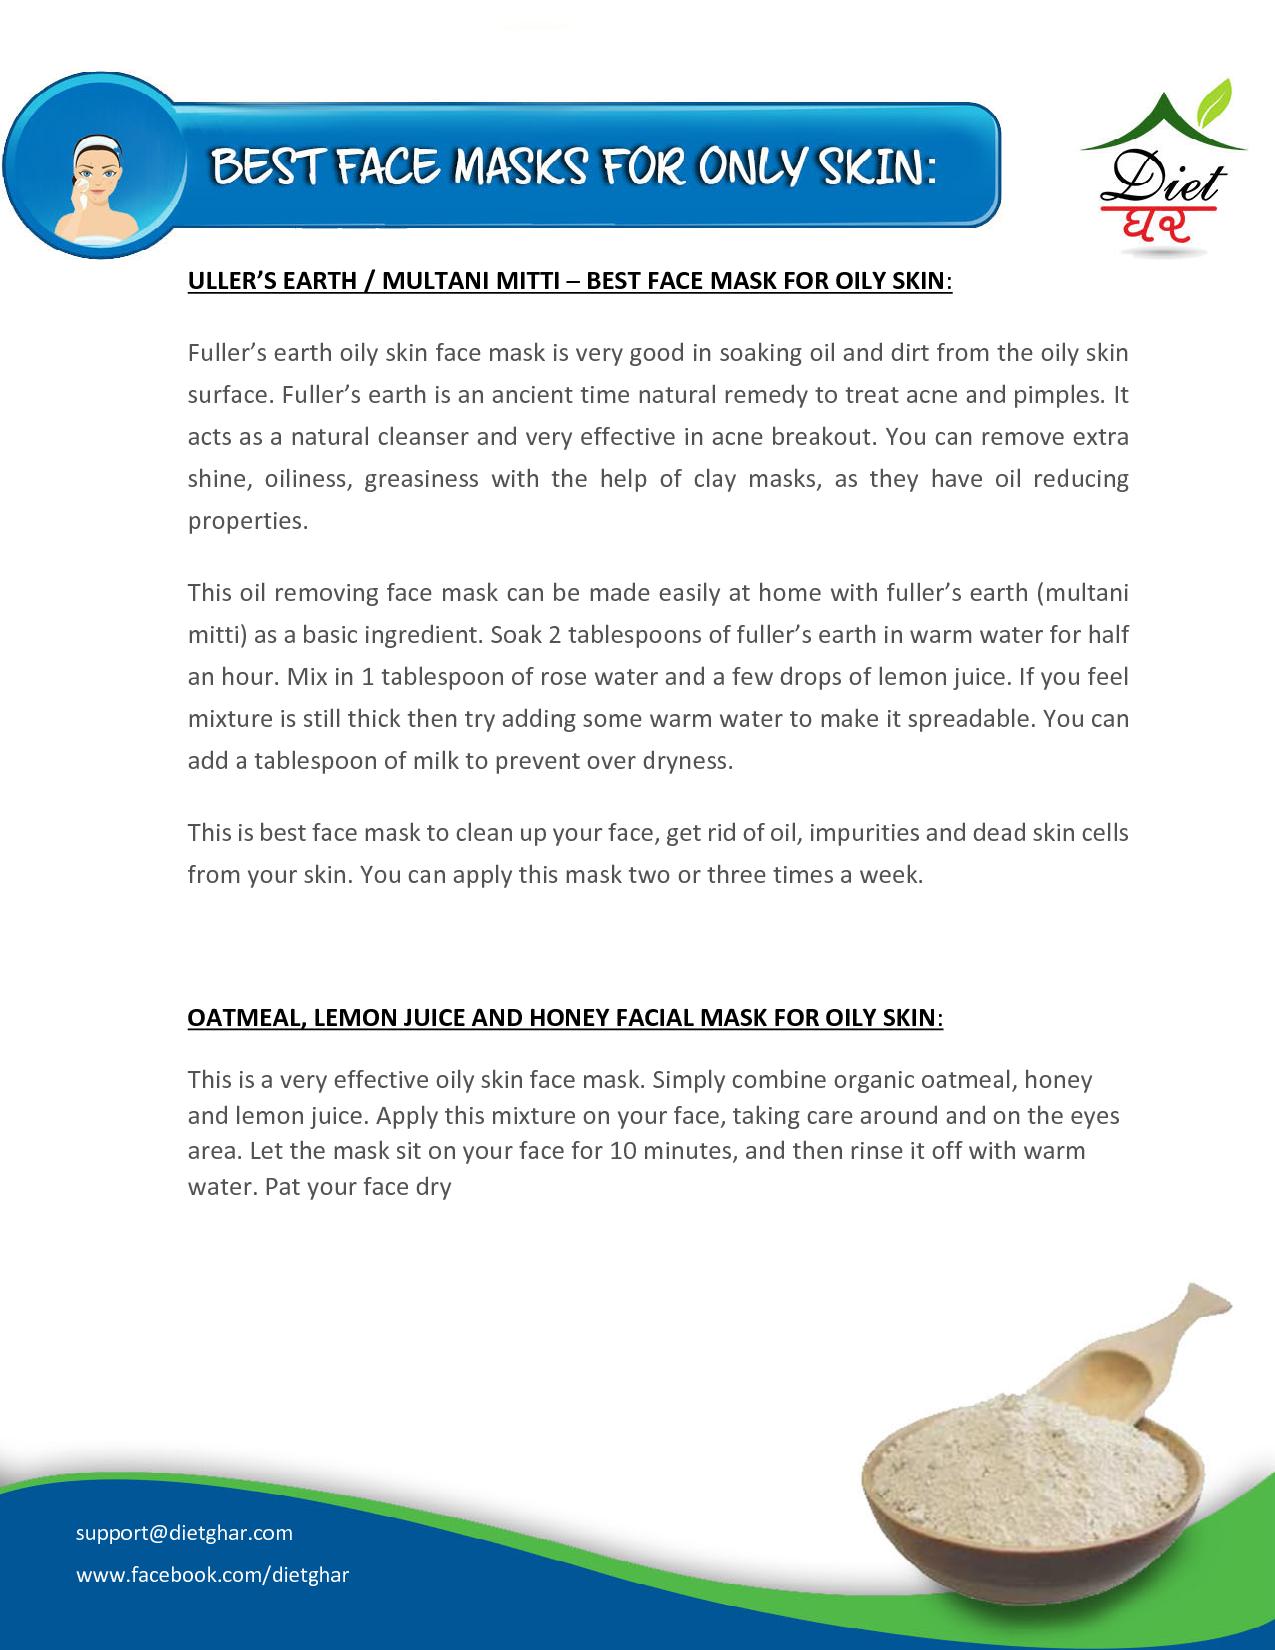 BEST FACE MASKS FOR ONLY SKIN:
Diet
ઘર
ULLER’S EARTH / MULTANI MITTI – BEST FACE MASK FOR OILY SKIN:
Fuller’s earth oily skin face mask is very good in soaking oil and dirt from the oily skin
surface. Fuller’s earth is an ancient time natural remedy to treat acne and pimples. It
acts as a natural cleanser and very effective in acne breakout. You can remove extra
shine, oiliness, greasiness with the help of clay masks, as they have oil reducing
properties.
This oil removing face mask can be made easily at home with fuller’s earth (multani
mitti) as a basic ingredient. Soak 2 tablespoons of fuller’s earth in warm water for half
an hour. Mix in 1 tablespoon of rose water and a few drops of lemon juice. If you feel
mixture is still thick then try adding some warm water to make it spreadable. You can
add a tablespoon of milk to prevent over dryness.
This is best face mask to clean up your face, get rid of oil, impurities and dead skin cells
from your skin. You can apply this mask two or three times a week.
OATMEAL, LEMON JUICE AND HONEY FACIAL MASK FOR OILY SKIN:
This is a very effective oily skin face mask. Simply combine organic oatmeal, honey
and lemon juice. Apply this mixture on your face, taking care around and on the eyes
area. Let the mask sit on your face for 10 minutes, and then rinse it off with warm
water. Pat your face dry
support@dietghar.com
www.facebook.com/dietghar